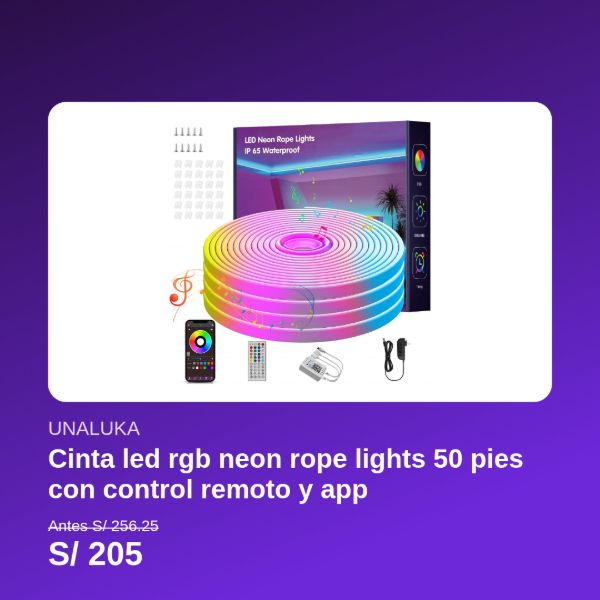 LED Neon Rope Lights
IP 65 Waterproof
UNALUKA
Cinta led rgb neon rope lights 50 pies
con control remoto y app
Antes S/ 256.25
S/ 205